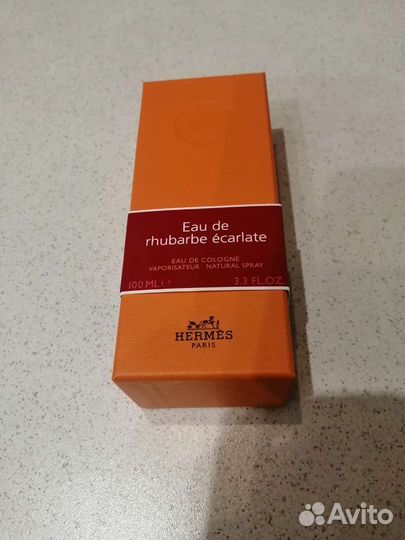 Eau de
rhubarbe écarlate
EAU DE COLOGNE
VAPORISATEUR . NATURAL SPRAY
100 ML℮ 3.3 FL.OZ
HERMÈS
PARIS
Avito